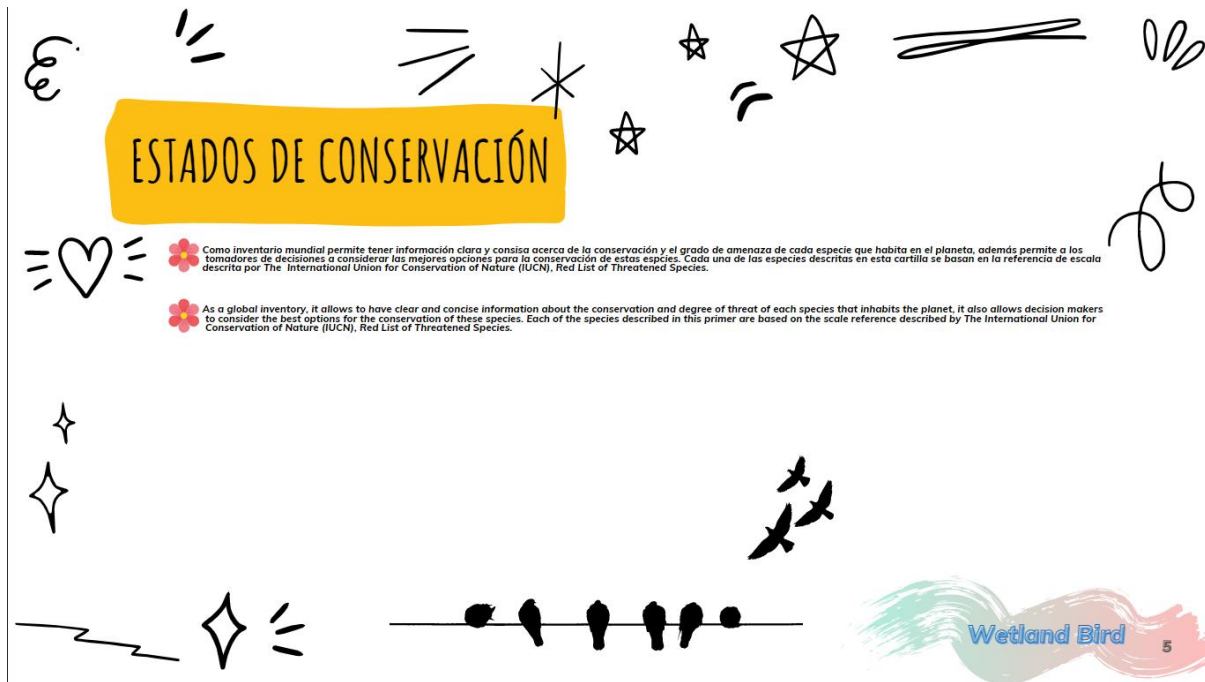 ESTADOS DE CONSERVACIÓN
Como inventario mundial permite tener información clara y consisa acerca de la conservación y el grado de amenaza de cada especie que habita en el planeta, además permite a los
tomadores de decisiones a considerar las mejores opciones para la conservación de estas espcies. Cada una de las especies descritas en esta cartilla se basan en la referencia de escala
descrita por The International Union for Conservation of Nature (IUCN), Red List of Threatened Species.
As a global inventory, it allows to have clear and concise information about the conservation and degree of threat of each species that inhabits the planet, it also allows decision makers
to consider the best options for the conservation of these species. Each of the species described in this primer are based on the scale reference described by The International Union for
Conservation of Nature (IUCN), Red List of Threatened Species.
Wetland Bird
5